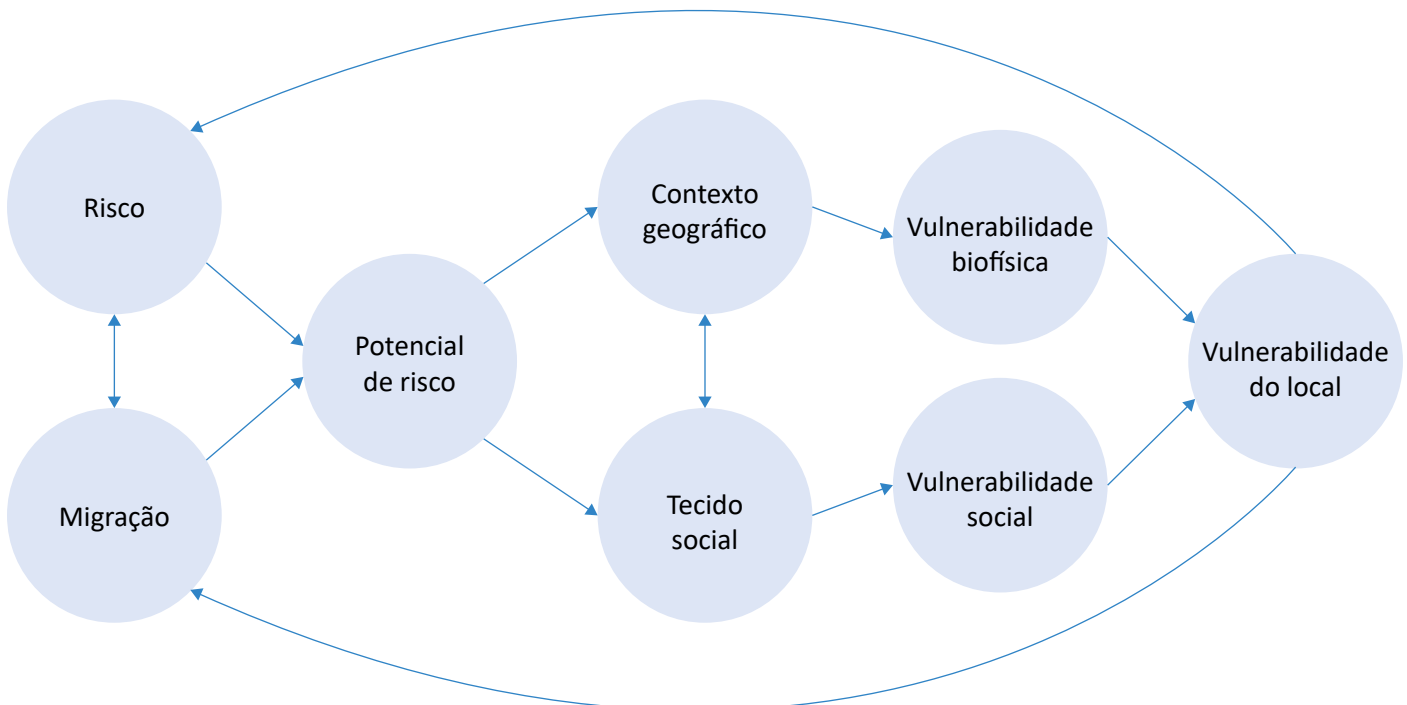 Risco
Migração
Potencial
de risco
Contexto
geográfico
Tecido
social
Vulnerabilidade
biofísica
Vulnerabilidade
social
Vulnerabilidade
do local